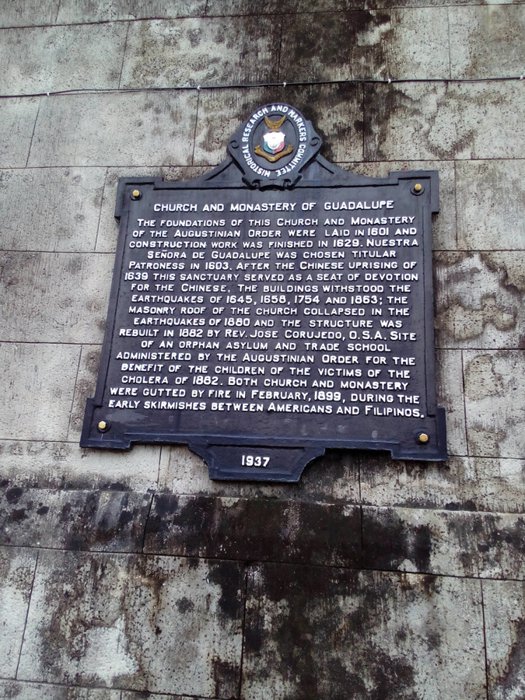 HISTORICAL RESEARCH AND MARKERS COMMITTEE
CHURCH AND MONASTERY OF GUADALUPE
THE FOUNDATIONS OF THIS CHURCH AND MONASTERY
OF THE AUGUSTINIAN ORDER WERE LAID IN 1601 AND
CONSTRUCTION WORK WAS FINISHED IN 1629. NUESTRA
SEÑORA DE GUADALUPE WAS CHOSEN TITULAR
PATRONESS IN 1603. AFTER THE CHINESE UPRISING OF
1639 THIS SANCTUARY SERVED AS A SEAT OF DEVOTION
FOR THE CHINESE. THE BUILDINGS WITHSTOOD THE
EARTHQUAKES OF 1645, 1658, 1754 AND 1863; THE
MASONRY ROOF OF THE CHURCH COLLAPSED IN THE
EARTHQUAKES OF 1880 AND THE STRUCTURE WAS
REBUILT IN 1882 BY REV. JOSE CORUJEDO, O.S.A. SITE
OF AN ORPHAN ASYLUM AND TRADE SCHOOL
ADMINISTERED BY THE AUGUSTINIAN ORDER FOR THE
BENEFIT OF THE CHILDREN OF THE VICTIMS OF THE
CHOLERA OF 1882. BOTH CHURCH AND MONASTERY
WERE GUTTED BY FIRE IN FEBRUARY, 1899, DURING THE
EARLY SKIRMISHES BETWEEN AMERICANS AND FILIPINOS.
1937